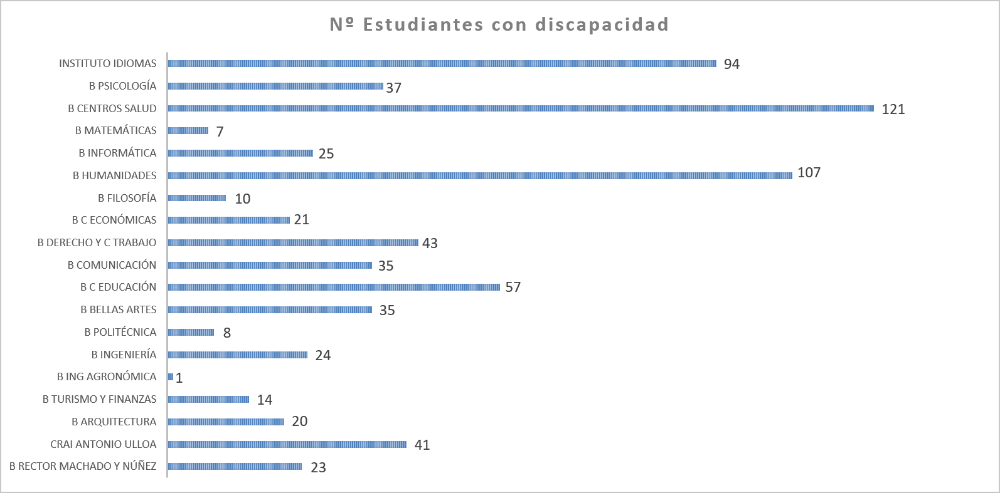 Nº Estudiantes con discapacidad
INSTITUTO IDIOMAS 94
B PSICOLOGÍA 37
B CENTROS SALUD 121
B MATEMÁTICAS 7
B INFORMÁTICA 25
B HUMANIDADES 107
B FILOSOFÍA 10
B C ECONÓMICAS 21
B DERECHO Y C TRABAJO 43
B COMUNICACIÓN 35
B C EDUCACIÓN 57
B BELLAS ARTES 35
B POLITÉCNICA 8
B INGENIERÍA 24
B ING AGRONÓMICA 1
B TURISMO Y FINANZAS 14
B ARQUITECTURA 20
CRAI ANTONIO ULLOA 41
B RECTOR MACHADO Y NÚÑEZ 23